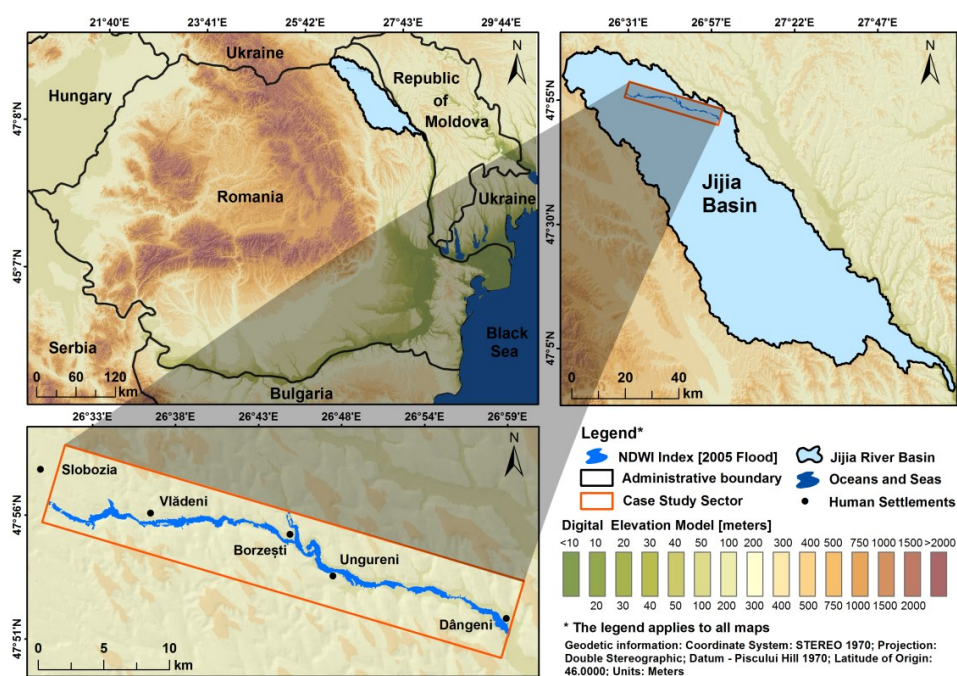 21°40'E 23°41'E 25°42'E 27°43'E 29°44'E
Ukraine
N
Hungary
Republic
of
Moldova
47°8'N
Romania
Ukraine
45°7'N
Black
Sea
Serbia
0 60 120
km
Bulgaria
26°31'E 26°57'E 27°22'E 27°47'E
N
47°55'N
Jijia
Basin
47°30'N
47°5'N
0 20 40
km
26°33'E 26°38'E 26°43'E 26°48'E 26°54'E 26°59'E
N
Slobozia
Vlădeni
47°56'N
Borzești
Ungureni
Dângeni
47°51'N
0 5 10
km
Legend*
NDWI Index [2005 Flood]
Jijia River Basin
Administrative boundary
Oceans and Seas
Case Study Sector
Human Settlements
Digital Elevation Model [meters]
<10 10 20 30 40 50 100 200 300 400 500 750 1000 1500 >2000
20 30 40 50 100 200 300 400 500 750 1000 1500 2000
* The legend applies to all maps
Geodetic information: Coordinate System: STEREO 1970; Projection:
Double Stereographic; Datum - Piscului Hill 1970; Latitude of Origin:
46.0000; Units: Meters